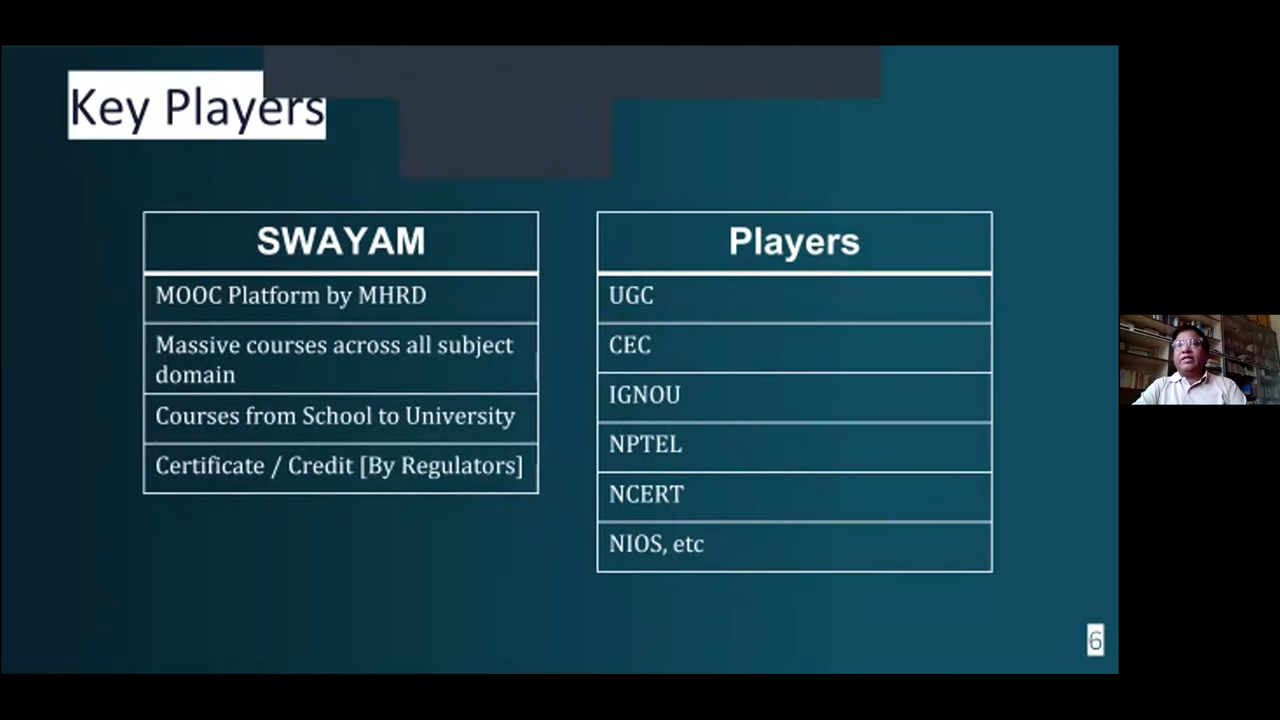 Key Players
SWAYAM
MOOC Platform by MHRD
Massive courses across all subject
domain
Courses from School to University
Certificate / Credit [By Regulators]
Players
UGC
CEC
IGNOU
NPTEL
NCERT
NIOS, etc
6